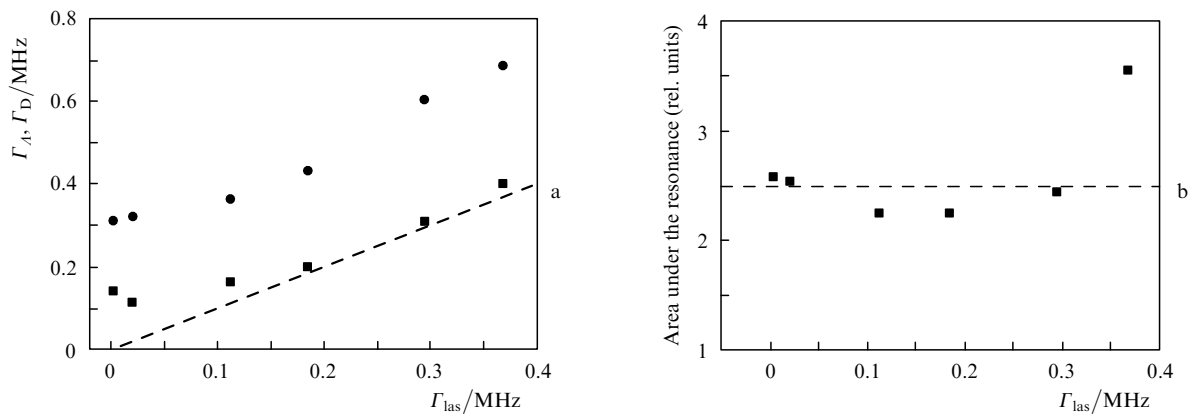 0.8
0.6
0.4
0.2
0
Γ_Λ, Γ_D/MHz
0 0.1 0.2 0.3 0.4
Γ_las/MHz
a
4
3
2
1
Area under the resonance (rel. units)
0 0.1 0.2 0.3 0.4
Γ_las/MHz
b